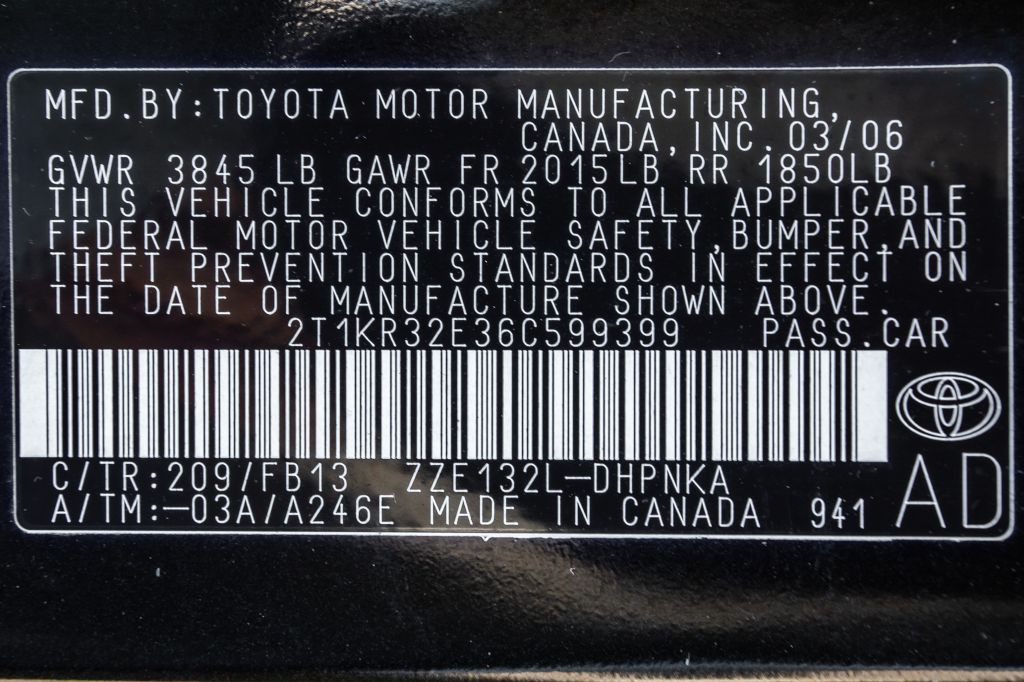 MFD.BY:TOYOTA MOTOR MANUFACTURING,
CANADA,INC.03/06
GVWR 3845LB GAWR FR 2015LB RR 1850LB
THIS VEHICLE CONFORMS TO ALL APPLICABLE
FEDERAL MOTOR VEHICLE SAFETY,BUMPER,AND
THEFT PREVENTION STANDARDS IN EFFECT ON
THE DATE OF MANUFACTURE SHOWN ABOVE.
2T1KR32E36C599399 PASS.CAR
C/TR:209/FB13 ZZE132L-DHPNKA
A/TM:-03A/A246E MADE IN CANADA 941
AD